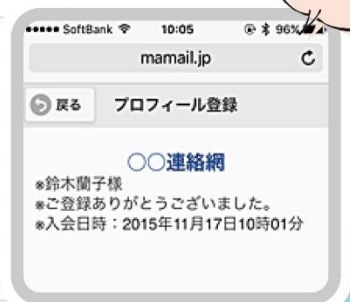 SoftBank 10:05 96%
mamail.jp
戻る プロフィール登録
○○連絡網
※鈴木蘭子様
※ご登録ありがとうございました。
※入会日時：2015年11月17日10時01分